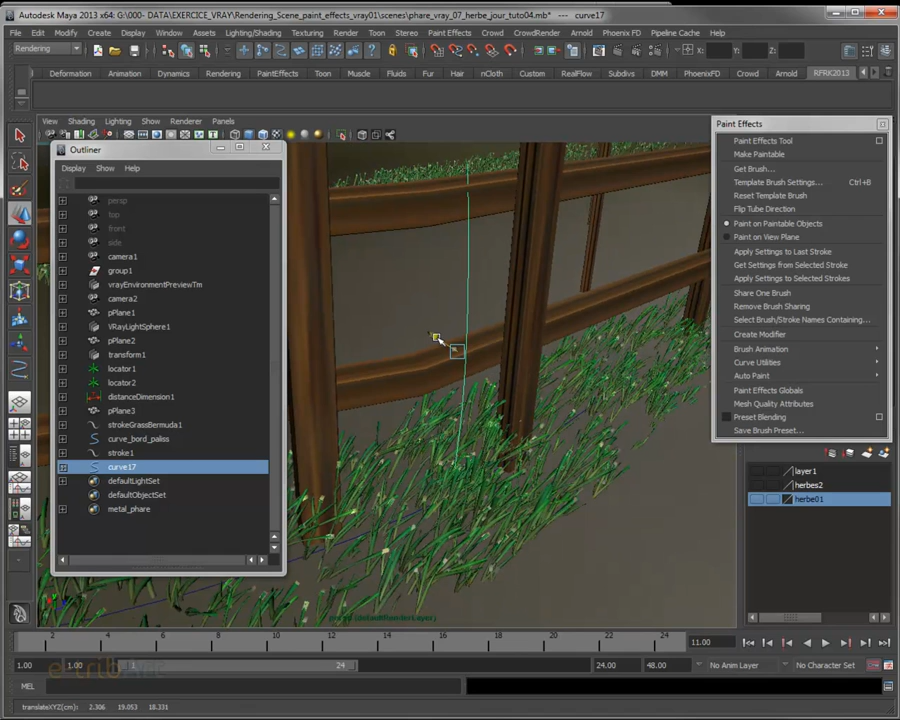 Autodesk Maya 2013 x64: G:\000- DATA\EXERCICE_VRAY\Rendering_Scene_paint_effects_vray01\scenes\phare_vray_07_herbe_jour_tuto04.mb* --- curve17
File Edit Modify Create Display Window Assets Lighting/Shading Texturing Render Toon Stereo Paint Effects Crowd CrowdRender Arnold Phoenix FD Pipeline Cache Help
Rendering
X: Y: Z:
Deformation Animation Dynamics Rendering PaintEffects Toon Muscle Fluids Fur Hair nCloth Custom RealFlow Subdivs DMM PhoenixFD Crowd Arnold RFRK2013
View Shading Lighting Show Renderer Panels
Outliner
Display Show Help
persp
top
front
side
camera1
group1
vrayEnvironmentPreviewTm
camera2
pPlane1
VRayLightSphere1
pPlane2
transform1
locator1
locator2
distanceDimension1
pPlane3
strokeGrassBermuda1
curve_bord_paliss
stroke1
curve17
defaultLightSet
defaultObjectSet
metal_phare
Paint Effects
Paint Effects Tool
Make Paintable
Get Brush...
Template Brush Settings... Ctrl+B
Reset Template Brush
Flip Tube Direction
Paint on Paintable Objects
Paint on View Plane
Apply Settings to Last Stroke
Get Settings from Selected Stroke
Apply Settings to Selected Strokes
Share One Brush
Remove Brush Sharing
Select Brush/Stroke Names Containing...
Create Modifier
Brush Animation
Curve Utilities
Auto Paint
Paint Effects Globals
Mesh Quality Attributes
Preset Blending
Save Brush Preset...
layer1
herbes2
herbe01
persp (defaultRenderLayer)
2 4 6 8 10 12 14 16 18 20 22 24
11.00
1.00 1.00 1 24 24.00 48.00 No Anim Layer No Character Set
MEL
translateXYZ(cm): 2.306 19.053 18.331